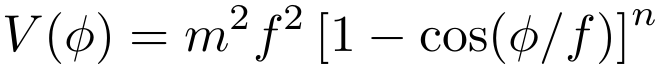 V(ϕ) = m²f² [1 − cos(ϕ/f)]ⁿ